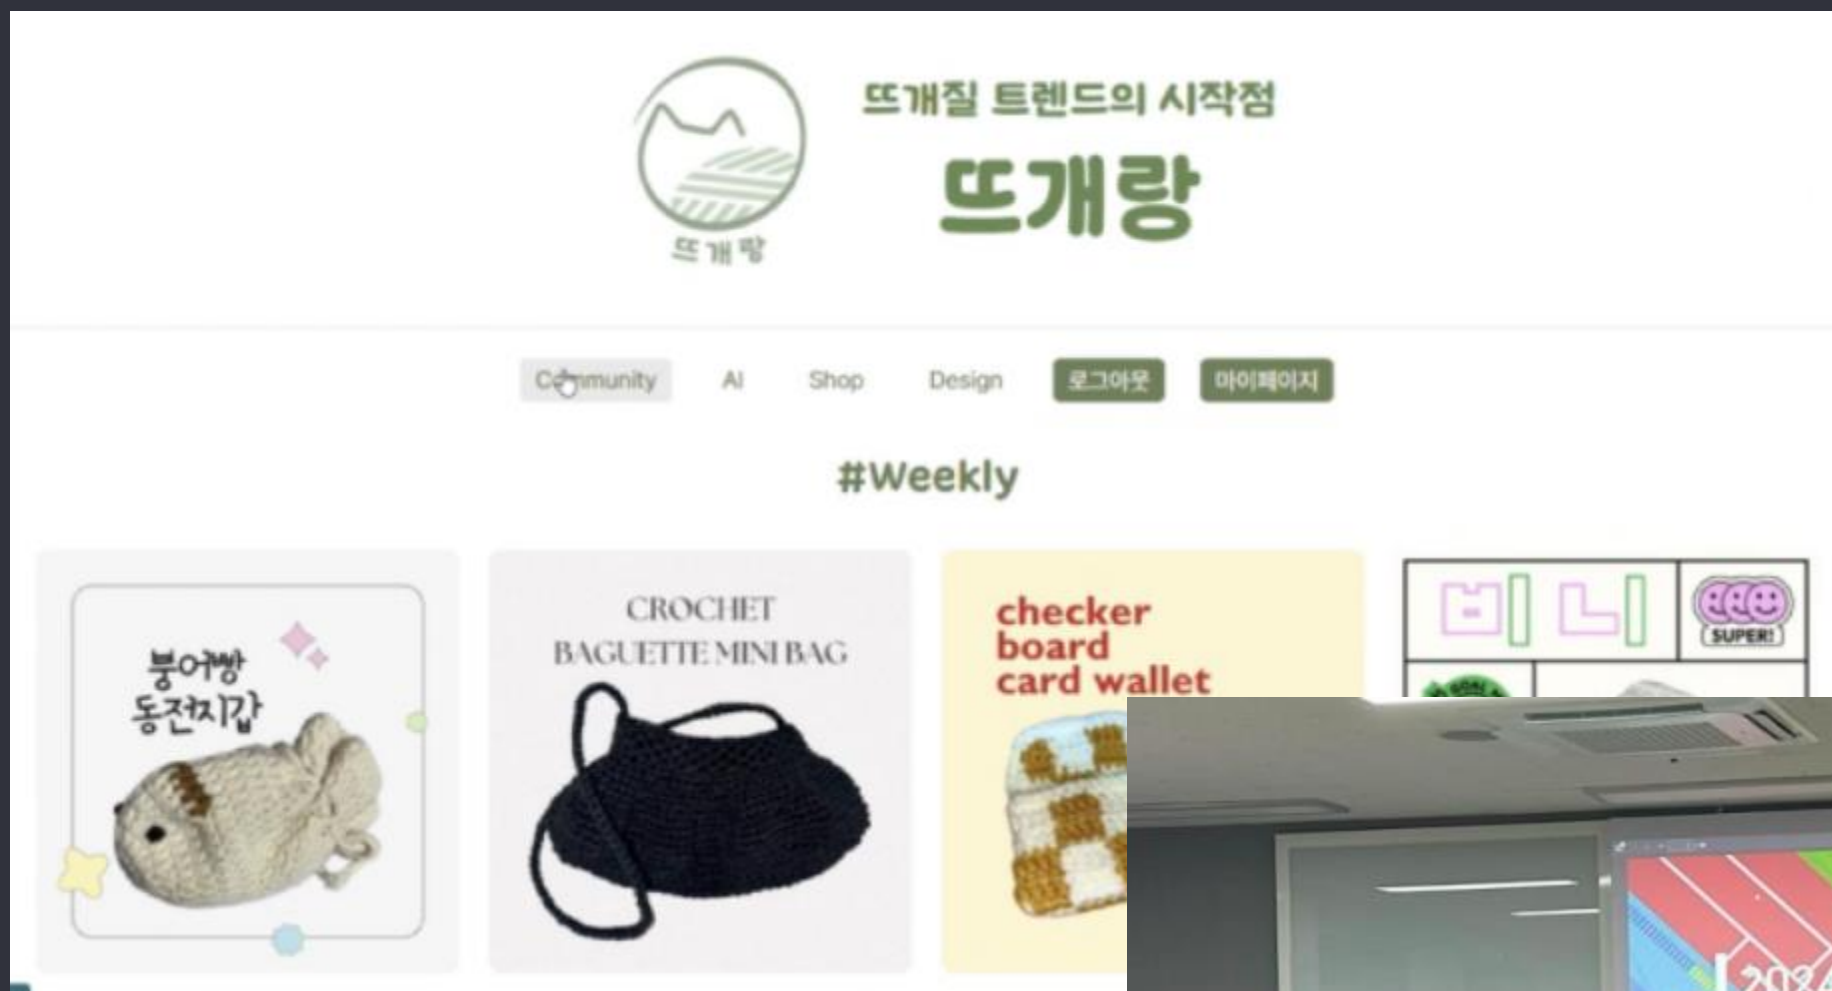 뜨개질 트렌드의 시작점
뜨개랑
뜨개랑
Community AI Shop Design 로그아웃 마이페이지
#Weekly
붕어빵
동전지갑
CROCHET
BAGUETTE MINI BAG
checker
board
card wallet
비니
SUPER!